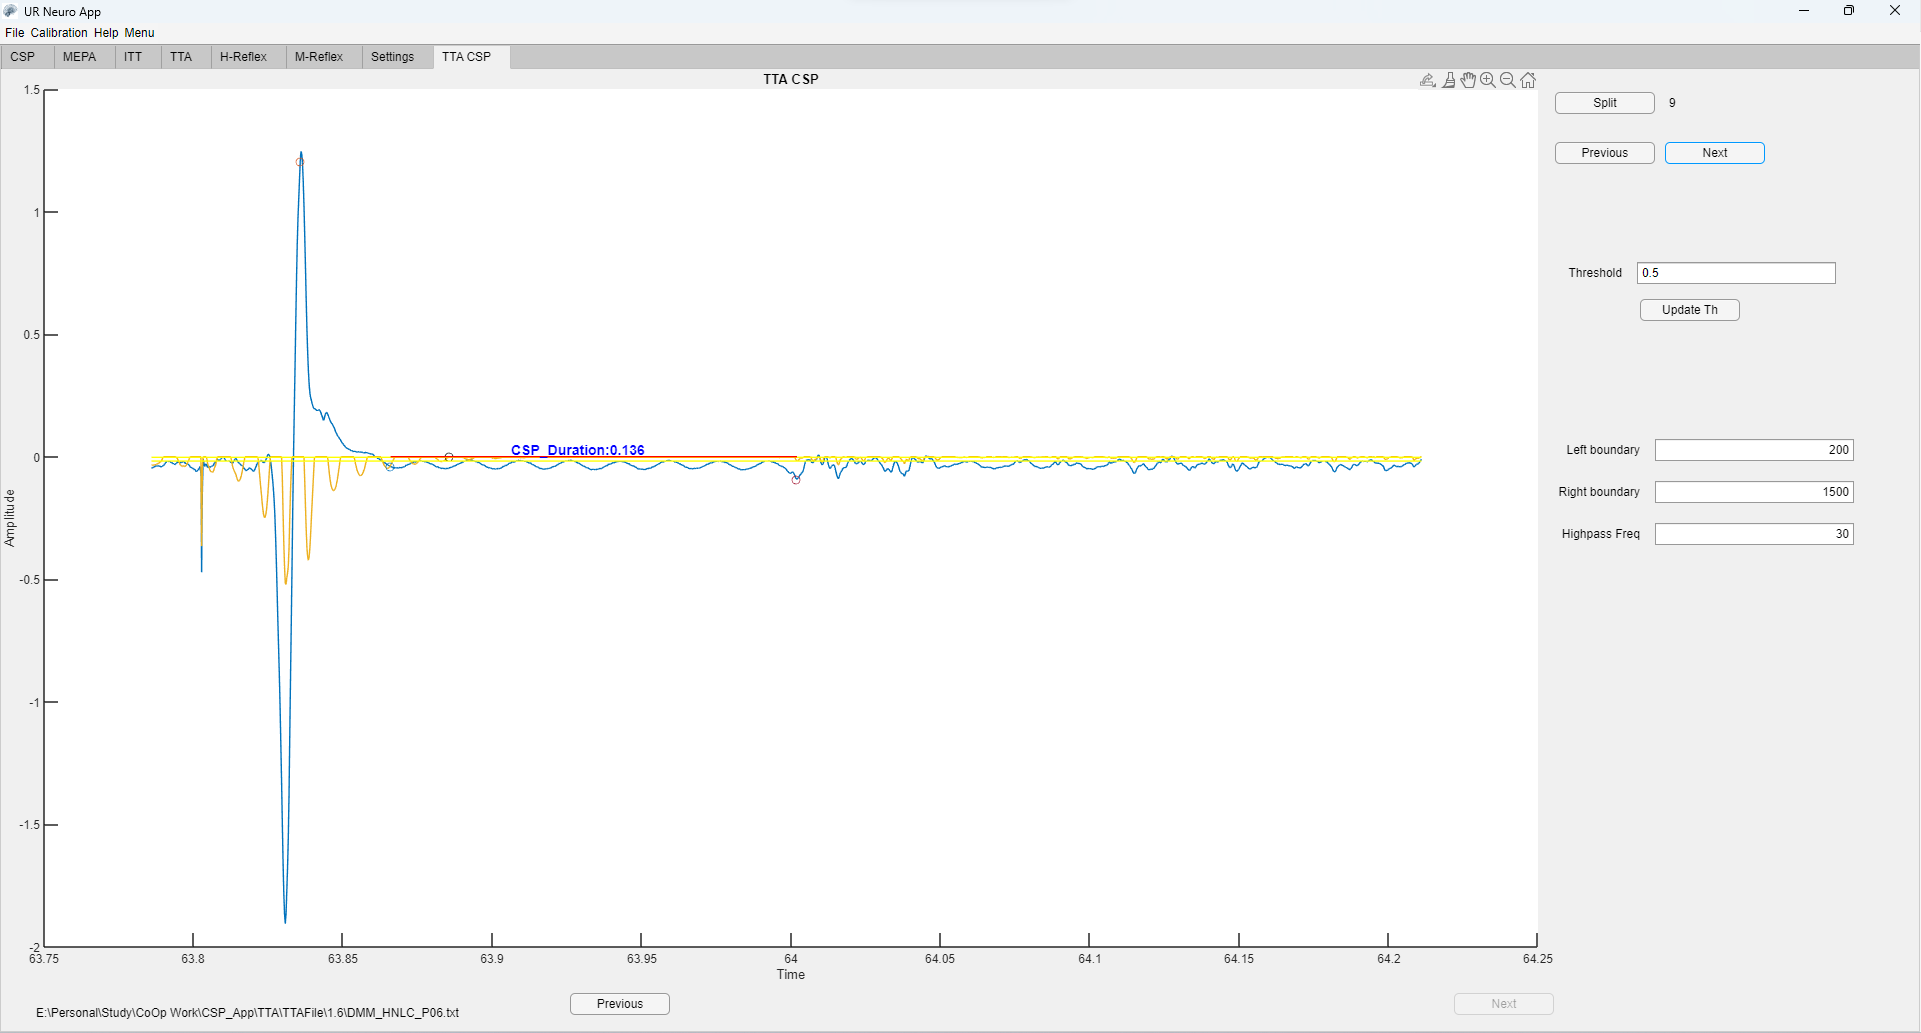 UR Neuro App
File Calibration Help Menu
CSP MEPA ITT TTA H-Reflex M-Reflex Settings TTA CSP
TTA CSP
1.5
1
0.5
0
-0.5
-1
-1.5
-2
Amplitude
CSP_Duration:0.136
63.75 63.8 63.85 63.9 63.95 64 64.05 64.1 64.15 64.2 64.25
Time
Split 9
Previous Next
Threshold 0.5
Update Th
Left boundary 200
Right boundary 1500
Highpass Freq 30
Previous Next
E:\Personal\Study\CoOp Work\CSP_App\TTA\TTAFile\1.6\DMM_HNLC_P06.txt